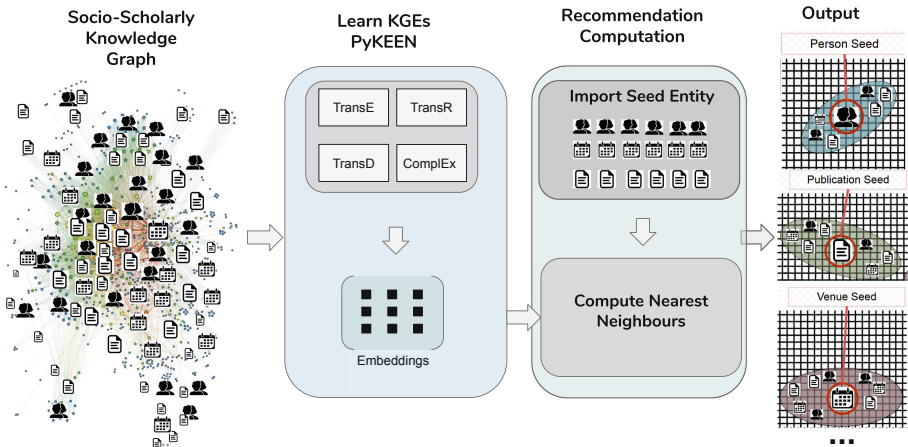 Socio-Scholarly
Knowledge
Graph
Learn KGEs
PyKEEN
TransE
TransR
TransD
ComplEx
Embeddings
Recommendation
Computation
Import Seed Entity
Compute Nearest
Neighbours
Output
Person Seed
Publication Seed
Venue Seed